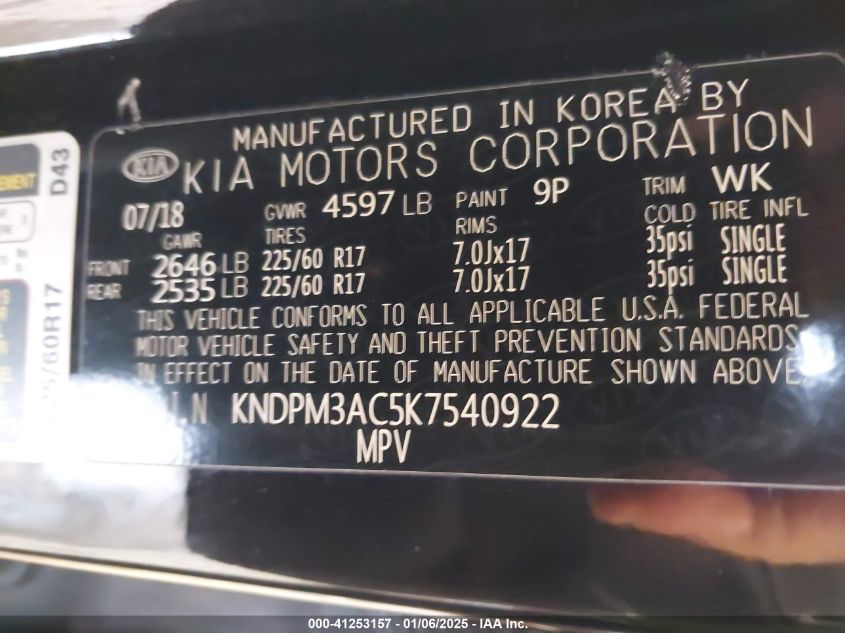 MANUFACTURED IN KOREA BY
KIA KIA MOTORS CORPORATION
07/18 GVWR 4597 LB PAINT 9P TRIM WK
GAWR TIRES RIMS COLD TIRE INFL
FRONT 2646 LB 225/60 R17 7.0Jx17 35psi SINGLE
REAR 2535 LB 225/60 R17 7.0Jx17 35psi SINGLE
THIS VEHICLE CONFORMS TO ALL APPLICABLE U.S.A. FEDERAL
MOTOR VEHICLE SAFETY AND THEFT PREVENTION STANDARDS
IN EFFECT ON THE DATE OF MANUFACTURE SHOWN ABOVE.
I.N KNDPM3AC5K7540922
MPV
D43
/60R17
000-41253157 - 01/06/2025 - IAA Inc.